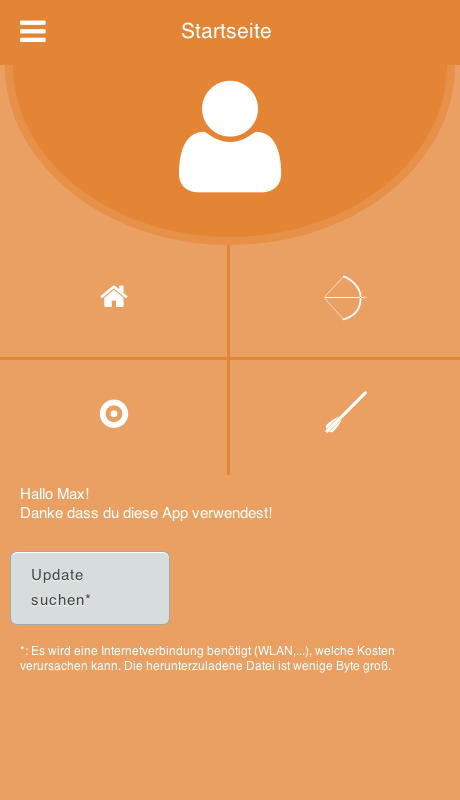 Startseite
Hallo Max!
Danke dass du diese App verwendest!
Update
suchen*
*: Es wird eine Internetverbindung benötigt (WLAN,...), welche Kosten
verursachen kann. Die herunterzuladene Datei ist wenige Byte groß.